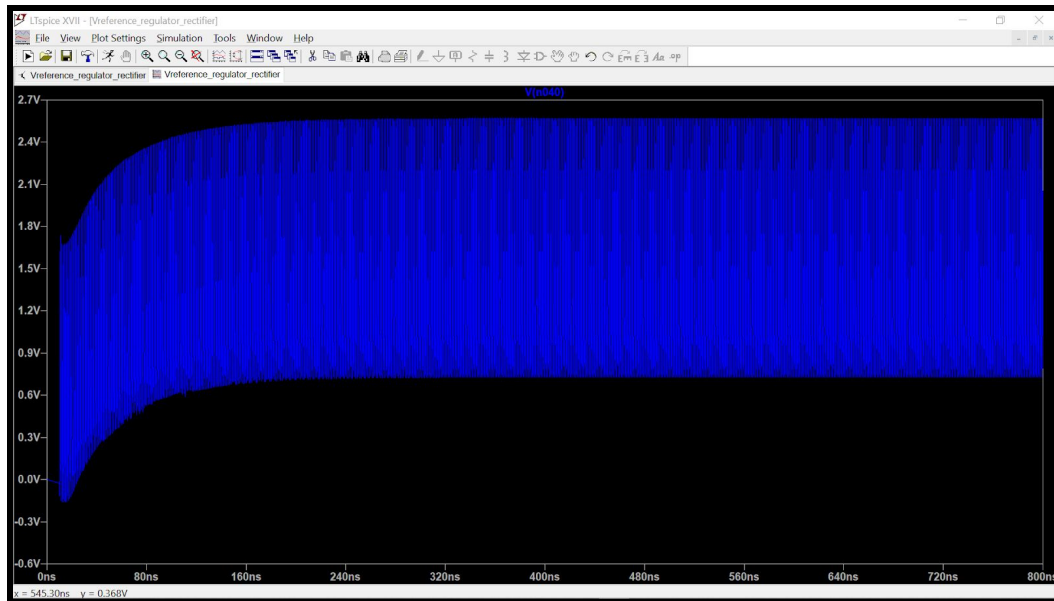 LTspice XVII - [Vreference_regulator_rectifier]
File View Plot Settings Simulation Tools Window Help
Vreference_regulator_rectifier Vreference_regulator_rectifier
V(n040)
2.7V
2.4V
2.1V
1.8V
1.5V
1.2V
0.9V
0.6V
0.3V
0.0V
-0.3V
-0.6V
0ns 80ns 160ns 240ns 320ns 400ns 480ns 560ns 640ns 720ns 800ns
x = 545.30ns y = 0.368V